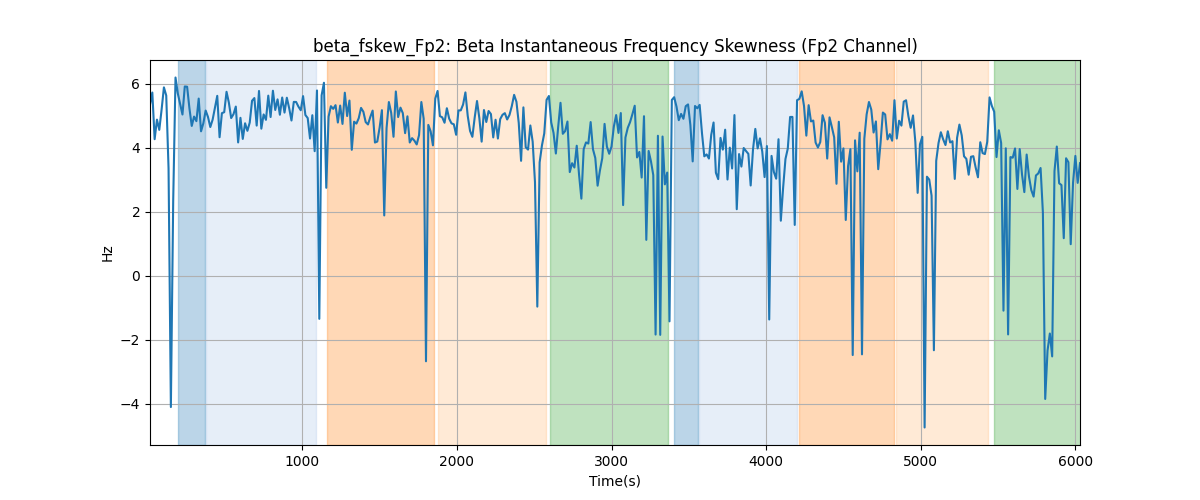 beta_fskew_Fp2: Beta Instantaneous Frequency Skewness (Fp2 Channel)
6
4
2
0
−2
−4
Hz
1000 2000 3000 4000 5000 6000
Time(s)